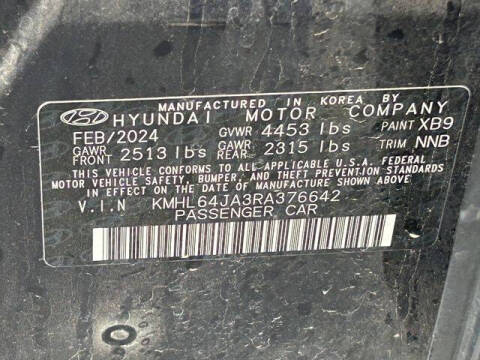 MANUFACTURED IN KOREA BY
HYUNDAI MOTOR COMPANY
FEB/2024 GVWR 4453 lbs PAINT XB9
GAWR FRONT 2513 lbs GAWR REAR 2315 lbs TRIM NNB
THIS VEHICLE CONFORMS TO ALL APPLICABLE U.S.A. FEDERAL
MOTOR VEHICLE SAFETY, BUMPER, AND THEFT PREVENTION
STANDARDS IN EFFECT ON THE DATE OF MANUFACTURE SHOWN ABOVE.
V.I.N KMHL64JA3RA376642
PASSENGER CAR